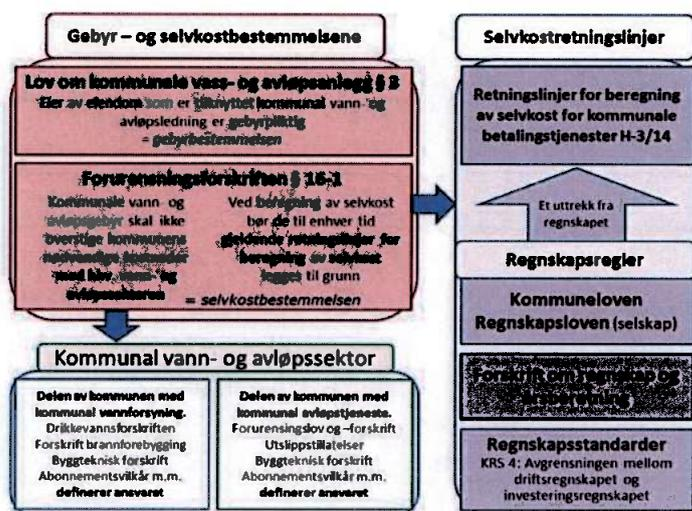 Gebyr – og selvkostbestemmelsene
Lov om kommunale vass- og avløpsanlegg § 3
Eier av eiendom som er tilknyttet kommunal vann- og
avløpsledning er gebyrpliktig
= gebyrbestemmelsen
Forurensningsforskriften § 16-1
Kommunale vann- og
avløpsgebyr skal ikke
overstige kommunens
nødvendige kostnader
med hhv. vann- og
avløpssektoren
Ved beregning av selvkost
bør de til enhver tid
gjeldende retningslinjer for
beregning av selvkost
legges til grunn
= selvkostbestemmelsen
Kommunal vann- og avløpssektor
Delen av kommunen med
kommunal vannforsyning.
Drikkevannsforskriften
Forskrift brannforebygging
Byggteknisk forskrift
Abonnementsvilkår m.m.
definerer ansvaret
Delen av kommunen med
kommunal avløpstjeneste.
Forurensingslov og –forskrift
Utslippstillatelser
Byggteknisk forskrift
Abonnementsvilkår m.m.
definerer ansvaret
Selvkostretningslinjer
Retningslinjer for beregning
av selvkost for kommunale
betalingstjenester H-3/14
Et uttrekk fra
regnskapet
Regnskapsregler
Kommuneloven
Regnskapsloven (selskap)
Forskrift om regnskap og
årsberetning
Regnskapsstandarder
KRS 4: Avgrensningen mellom
driftsregnskapet og
investeringsregnskapet